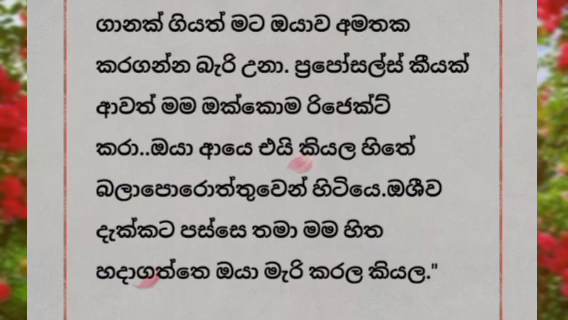 ගානක් ගියත් මට ඔයාව අමතක
කරගන්න බැරි උනා. ප්‍රපෝසල්ස් කීයක්
ආවත් මම ඔක්කොම රිජෙක්ට්
කරා..ඔයා ආයෙ එයි කියල හිතේ
බලාපොරොත්තුවෙන් හිටියෙ.ඔශීව
දැක්කට පස්සෙ තමා මම හිත
හදාගත්තෙ ඔයා මැරි කරල කියල."